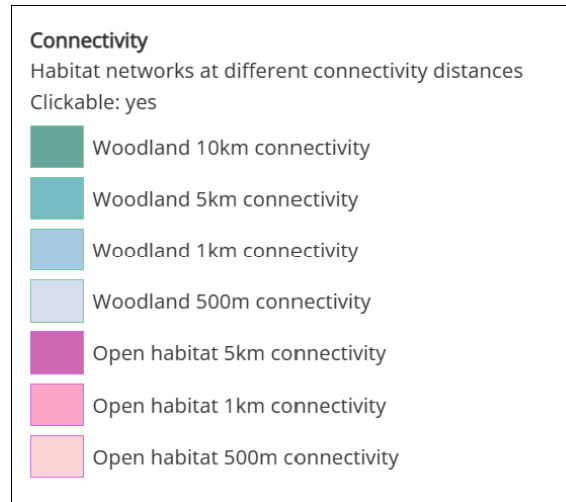 Connectivity
Habitat networks at different connectivity distances
Clickable: yes
Woodland 10km connectivity
Woodland 5km connectivity
Woodland 1km connectivity
Woodland 500m connectivity
Open habitat 5km connectivity
Open habitat 1km connectivity
Open habitat 500m connectivity